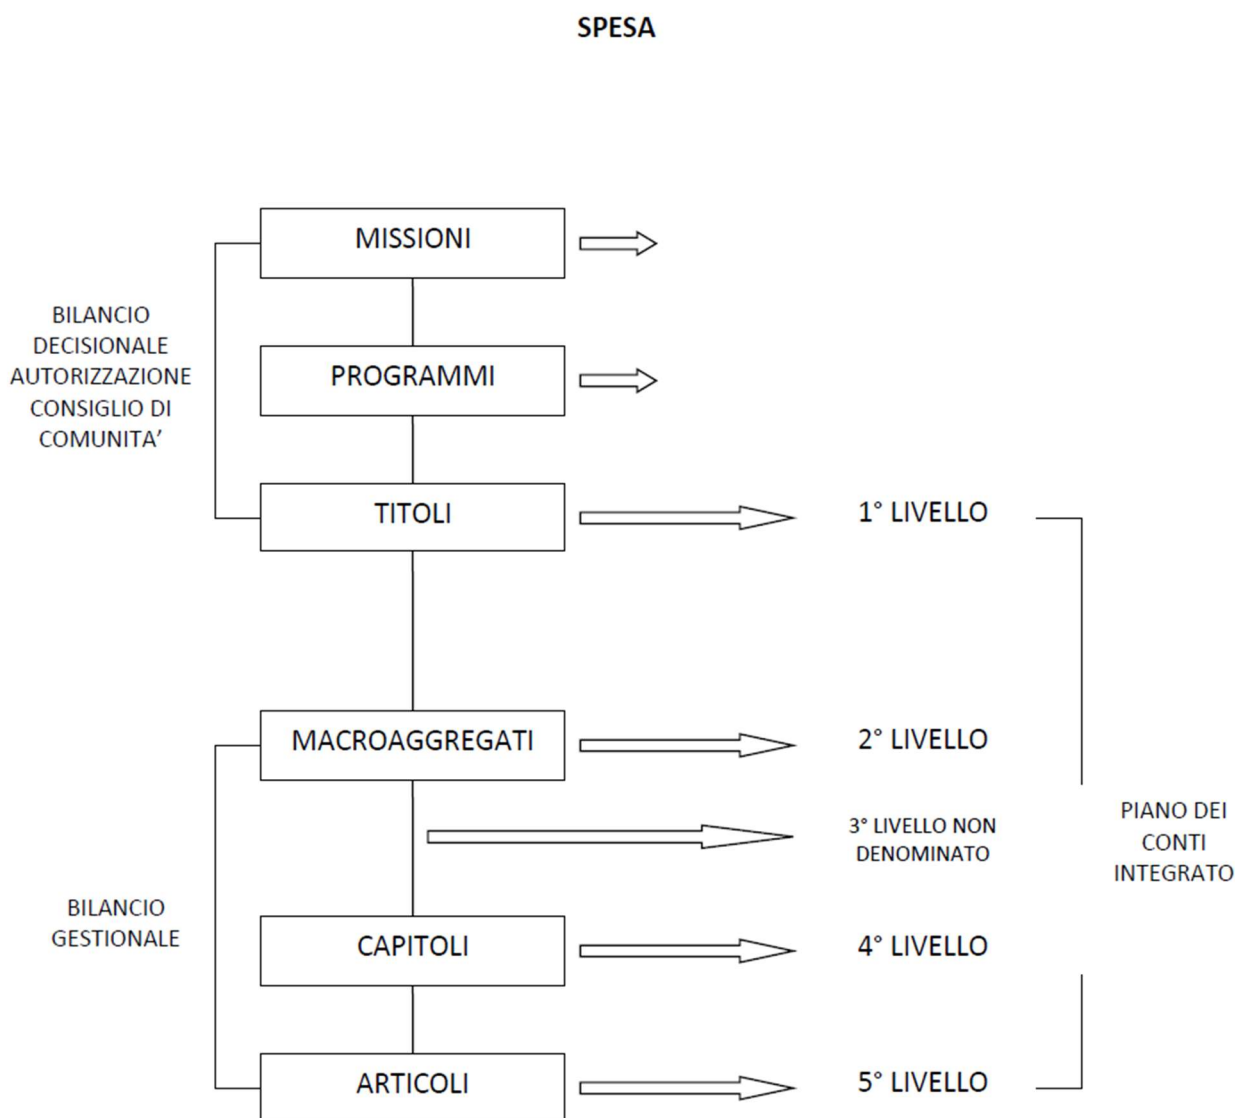 SPESA
MISSIONI
BILANCIO
DECISIONALE
AUTORIZZAZIONE
CONSIGLIO DI
COMUNITA’
PROGRAMMI
TITOLI
1° LIVELLO
MACROAGGREGATI
2° LIVELLO
3° LIVELLO NON
DENOMINATO
PIANO DEI
CONTI
INTEGRATO
BILANCIO
GESTIONALE
CAPITOLI
4° LIVELLO
ARTICOLI
5° LIVELLO